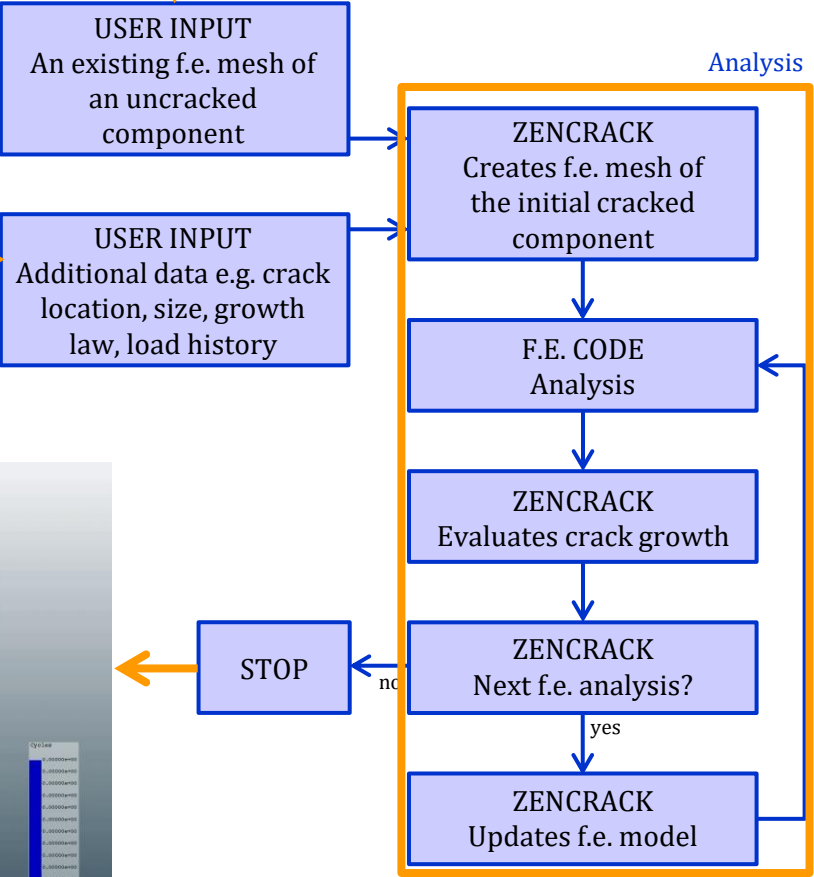 USER INPUT
An existing f.e. mesh of
an uncracked
component
Analysis
ZENCRACK
Creates f.e. mesh of
the initial cracked
component
USER INPUT
Additional data e.g. crack
location, size, growth
law, load history
F.E. CODE
Analysis
ZENCRACK
Evaluates crack growth
ZENCRACK
Next f.e. analysis?
STOP
no
yes
ZENCRACK
Updates f.e. model
Cycles